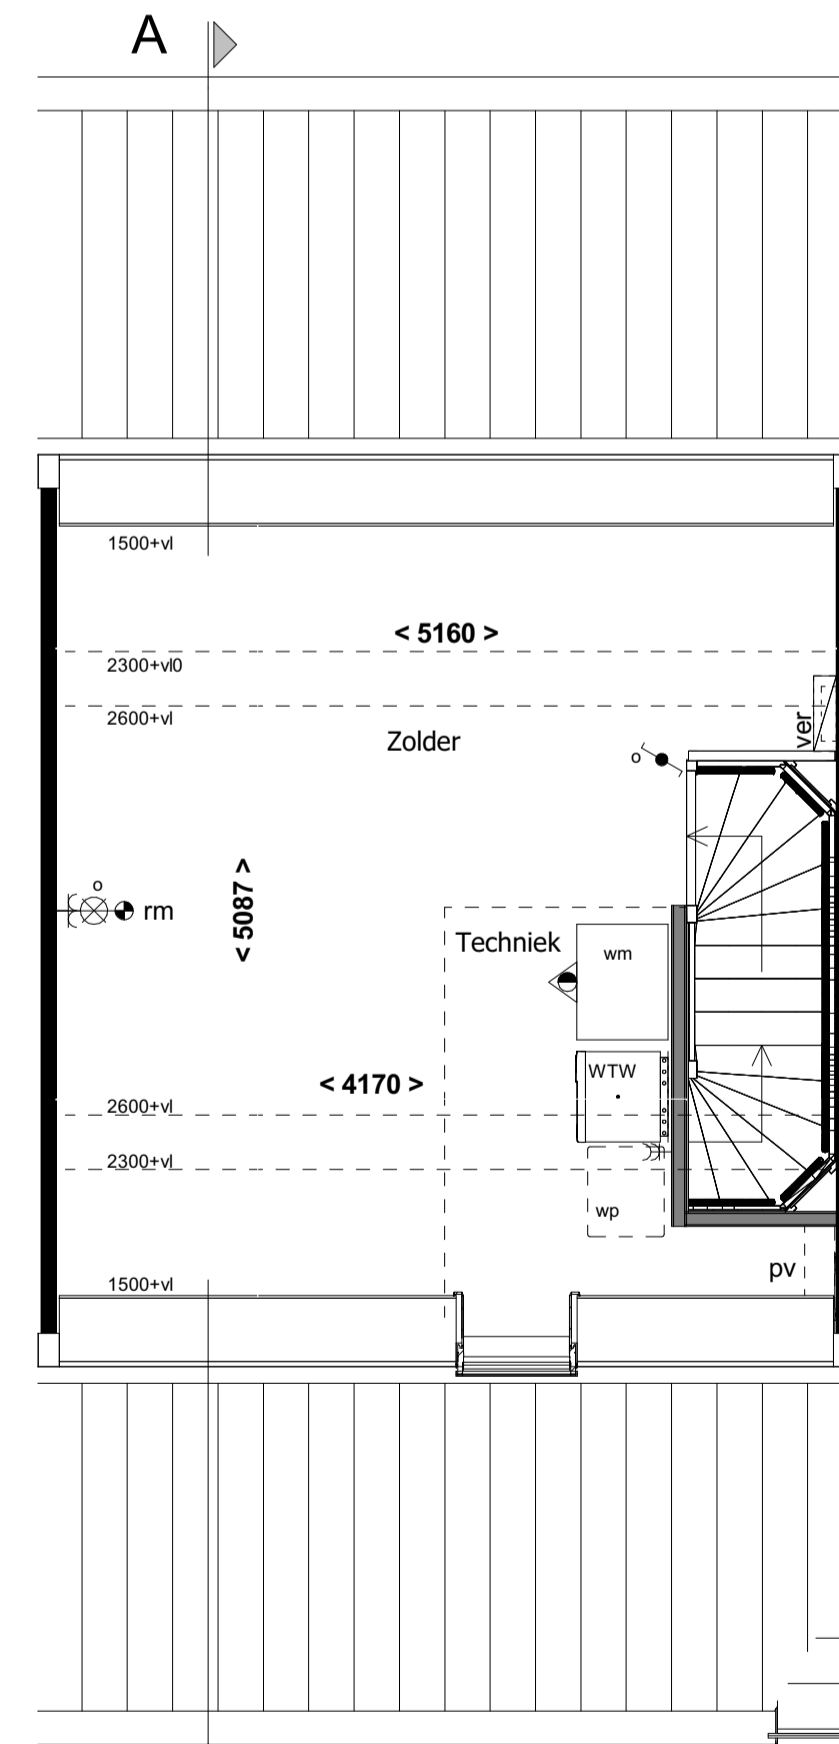 A
1500+vl
< 5160 >
2300+vl0
2600+vl
ver
Zolder
o
o
rm
< 5087 >
Techniek
wm
WTW
< 4170 >
2600+vl
2300+vl
wp
pv
1500+vl